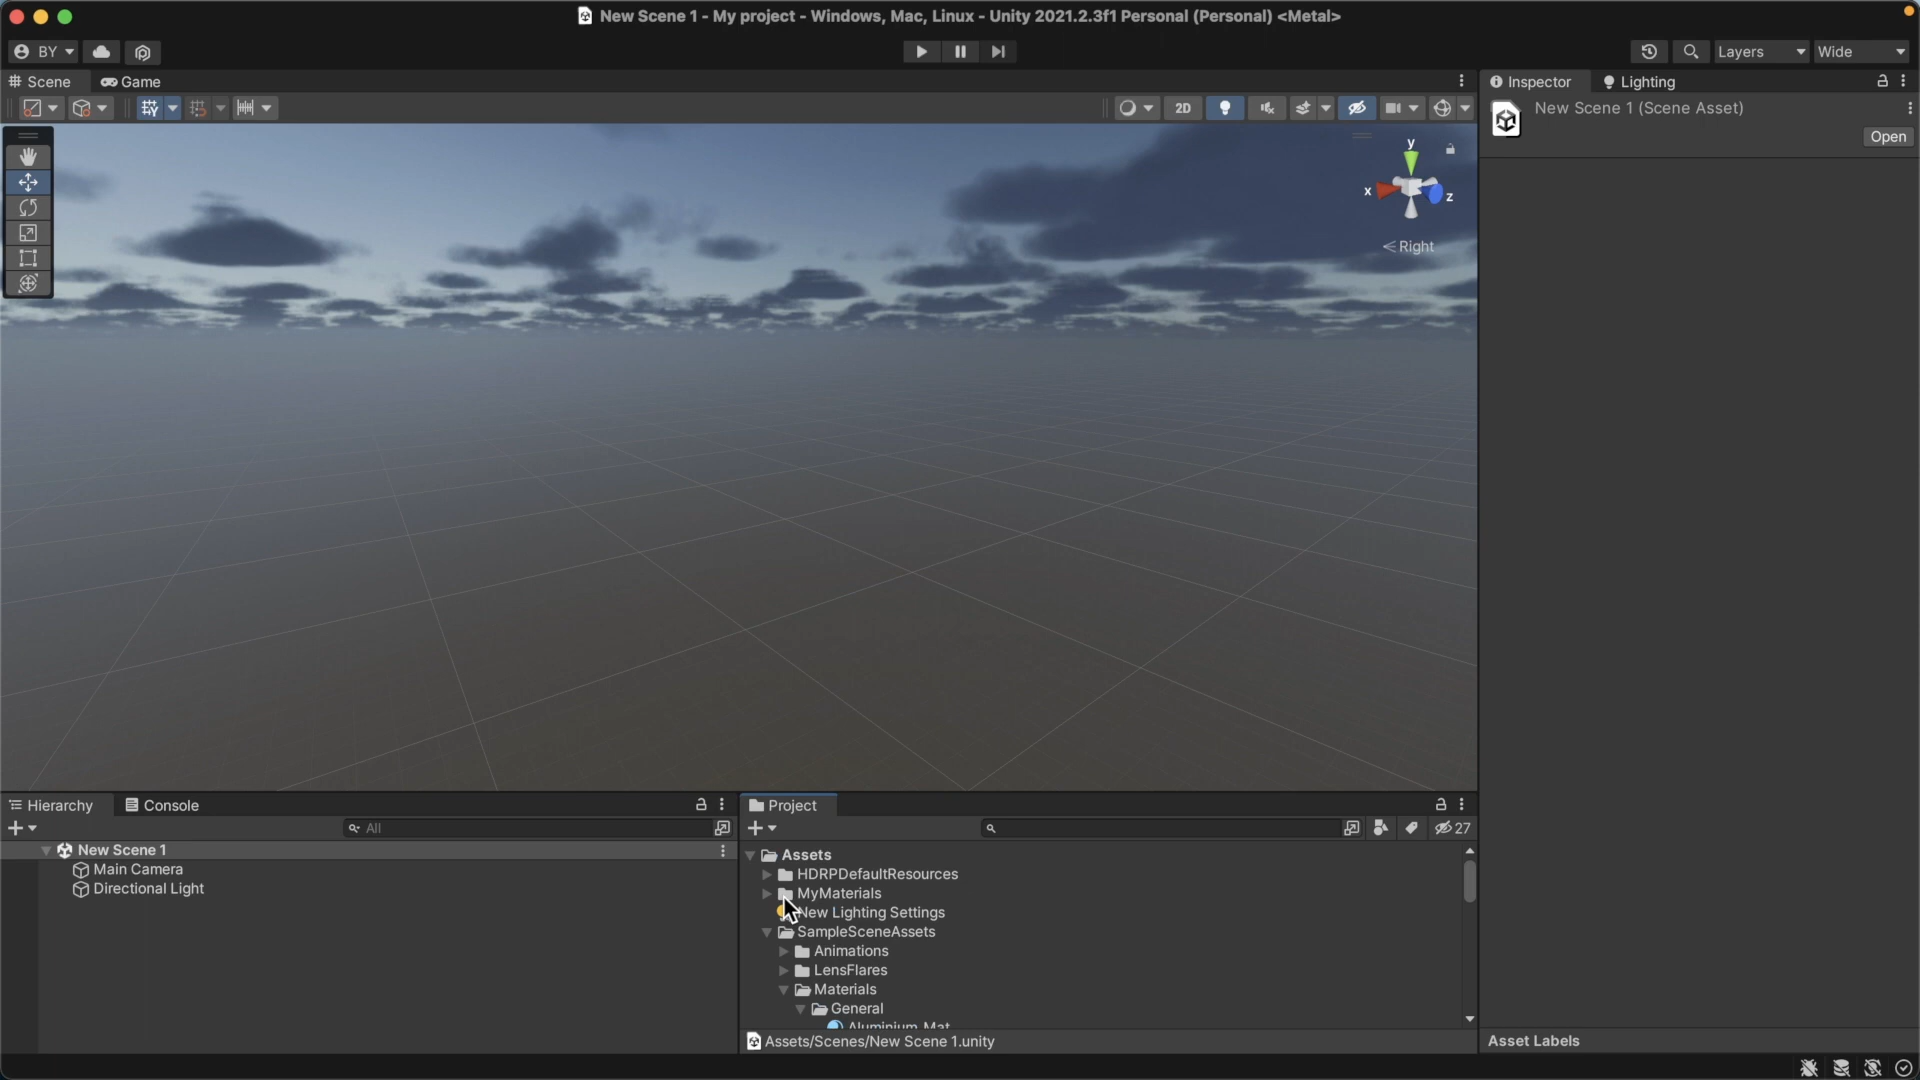 New Scene 1 - My project - Windows, Mac, Linux - Unity 2021.2.3f1 Personal (Personal) <Metal>
BY
Layers
Wide
Scene
Game
Inspector
Lighting
2D
New Scene 1 (Scene Asset)
Open
y
x
z
Right
Hierarchy
Console
Project
All
27
New Scene 1
Main Camera
Directional Light
Assets
HDRPDefaultResources
MyMaterials
New Lighting Settings
SampleSceneAssets
Animations
LensFlares
Materials
General
Aluminium_Mat
Assets/Scenes/New Scene 1.unity
Asset Labels